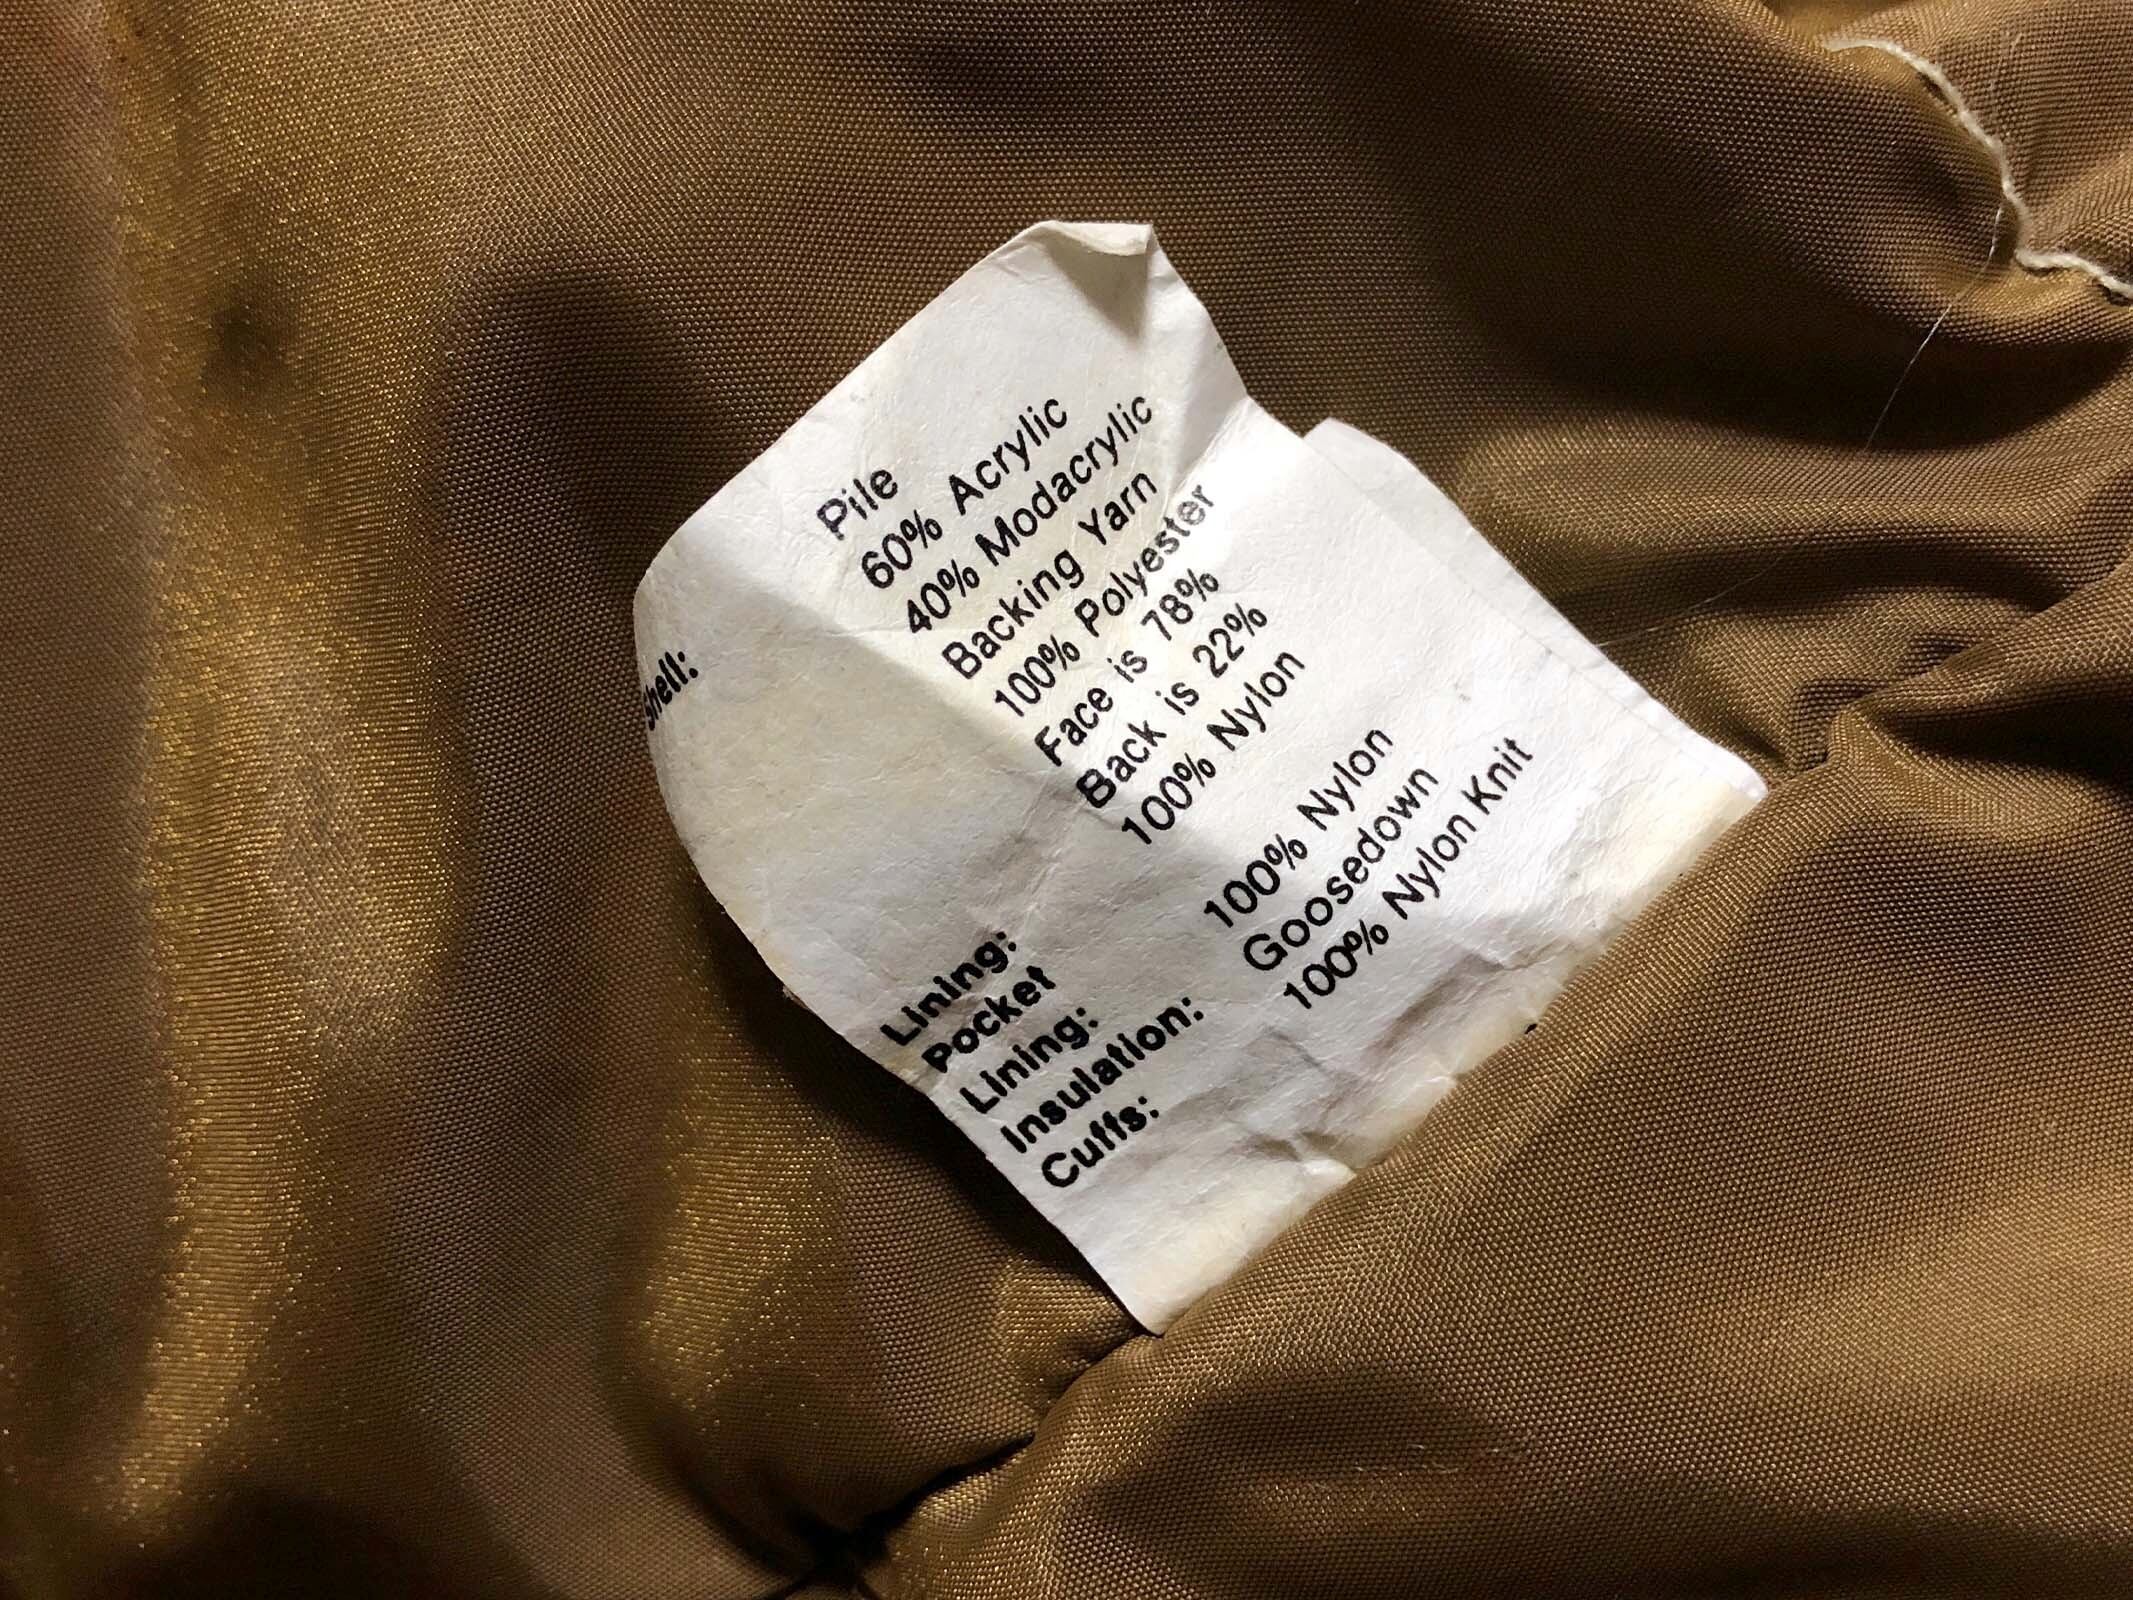 Shell: Pile
60% Acrylic
40% Modacrylic
Backing Yarn
100% Polyester
Face is 78%
Back is 22%
Lining: 100% Nylon
Pocket
Lining: 100% Nylon
Insulation: Goosedown
Cuffs: 100% Nylon Knit